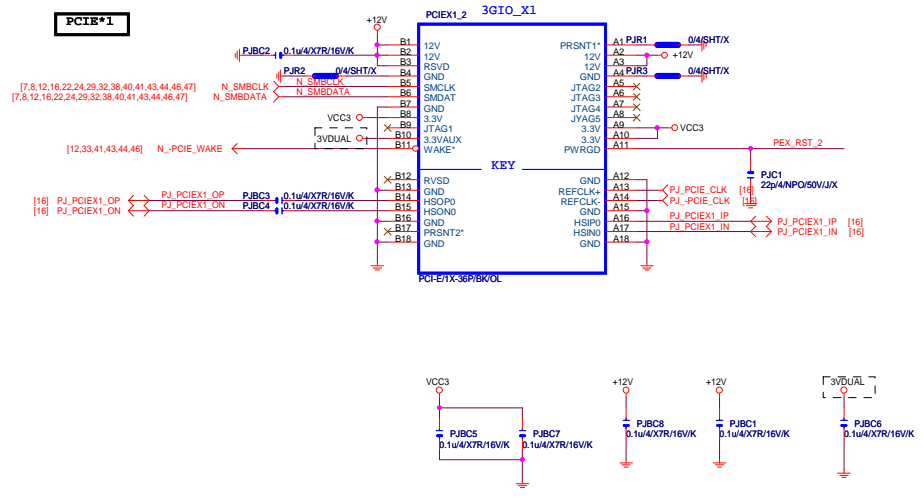 PCIE*1
PCIEX1_2
3GIO_X1
+12V
PJBC2
0.1u/4/X7R/16V/K
PJR2
0/4/SHT/X
[7,8,12,16,22,24,29,32,38,40,41,43,44,46,47]
N_SMBCLK
N_SMBCLK
[7,8,12,16,22,24,29,32,38,40,41,43,44,46,47]
N_SMBDATA
N_SMBDATA
VCC3
3VDUAL
[12,33,41,43,44,46]
N_-PCIE_WAKE
[16]
PJ_PCIEX1_OP
PJ_PCIEX1_OP
PJBC3
0.1u/4/X7R/16V/K
[16]
PJ_PCIEX1_ON
PJ_PCIEX1_ON
PJBC4
0.1u/4/X7R/16V/K
B1 12V
B2 12V
B3 RSVD
B4 GND
B5 SMCLK
B6 SMDAT
B7 GND
B8 3.3V
B9 JTAG1
B10 3.3VAUX
B11 WAKE*
KEY
B12 RVSD
B13 GND
B14 HSOP0
B15 HSON0
B16 GND
B17 PRSNT2*
B18 GND
PRSNT1* A1
12V A2
12V A3
GND A4
JTAG2 A5
JTAG3 A6
JTAG4 A7
JYAG5 A8
3.3V A9
3.3V A10
PWRGD A11
GND A12
REFCLK+ A13
REFCLK- A14
GND A15
HSIP0 A16
HSIN0 A17
GND A18
PJR1
0/4/SHT/X
+12V
PJR3
0/4/SHT/X
VCC3
PEX_RST_2
PJC1
22p/4/NPO/50V/J/X
PJ_PCIE_CLK [16]
PJ_-PCIE_CLK [16]
PJ_PCIEX1_IP
PJ_PCIEX1_IP [16]
PJ_PCIEX1_IN
PJ_PCIEX1_IN [16]
PCI-E/1X-36P/BK/OL
VCC3
+12V
+12V
3VDUAL
PJBC5
0.1u/4/X7R/16V/K
PJBC7
0.1u/4/X7R/16V/K
PJBC8
0.1u/4/X7R/16V/K
PJBC1
0.1u/4/X7R/16V/K
PJBC6
0.1u/4/X7R/16V/K